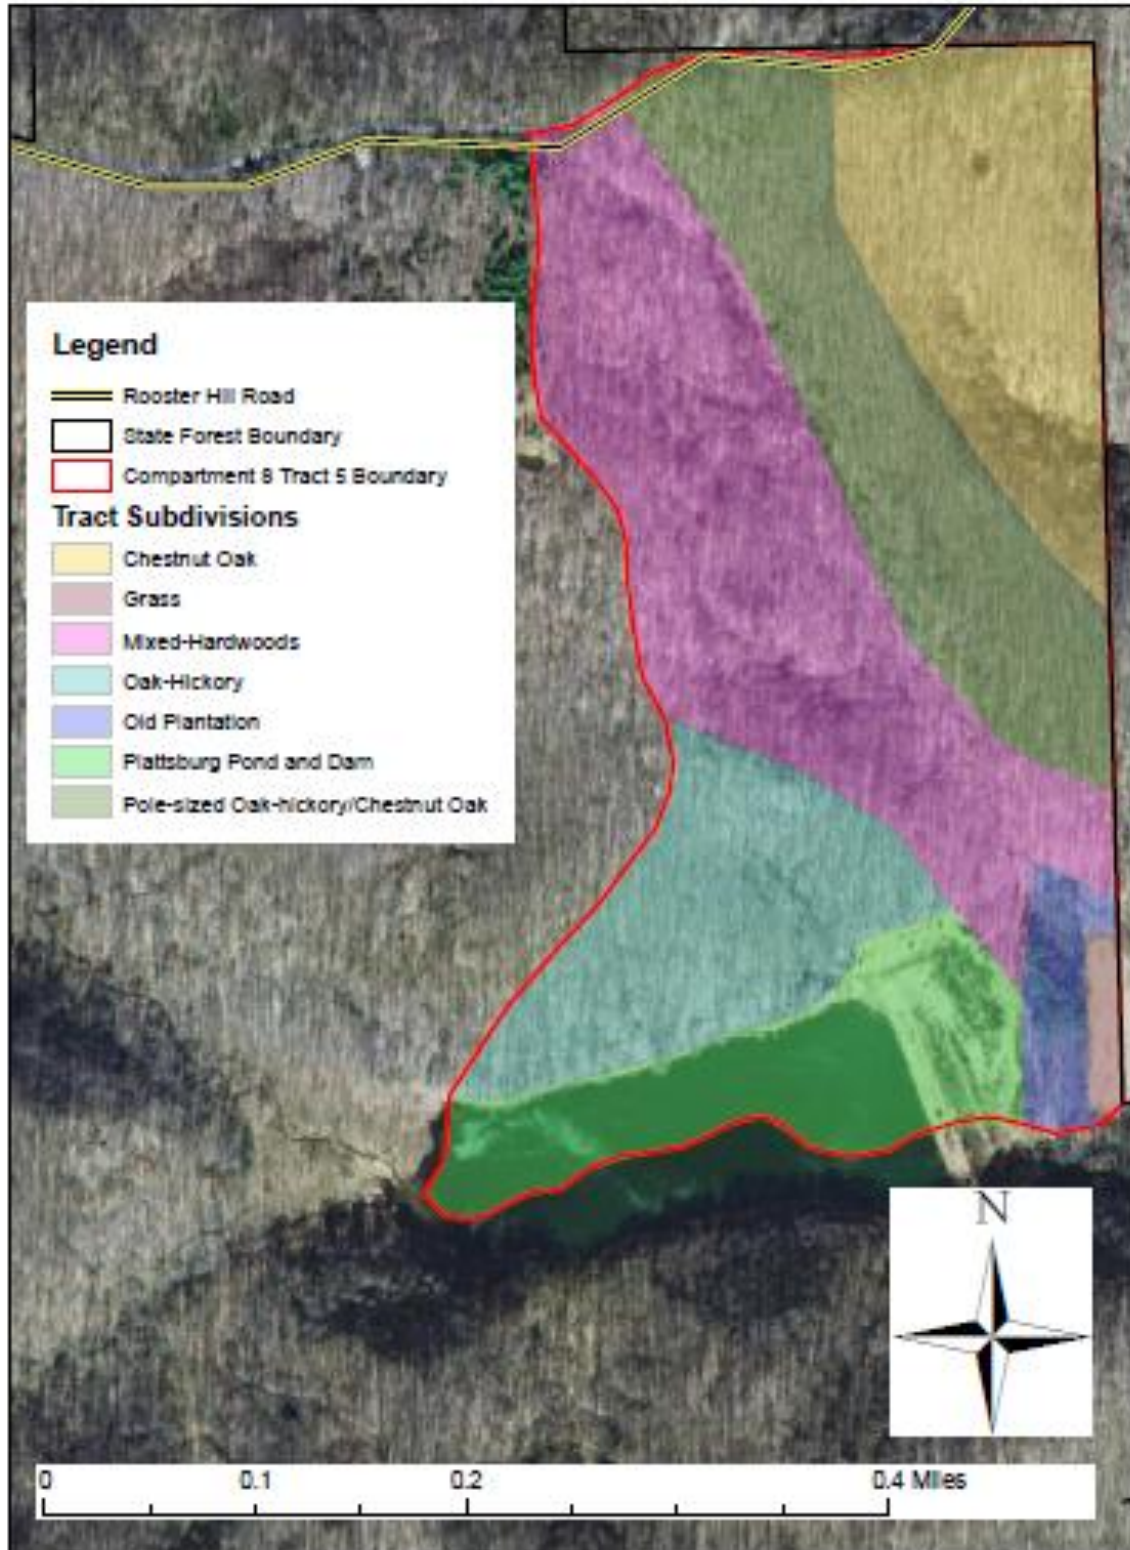 Legend
Rooster Hill Road
State Forest Boundary
Compartment 8 Tract 5 Boundary
Tract Subdivisions
Chestnut Oak
Grass
Mixed-Hardwoods
Oak-Hickory
Old Plantation
Plattsburg Pond and Dam
Pole-sized Oak-hickory/Chestnut Oak
N
0 0.1 0.2 0.4 Miles